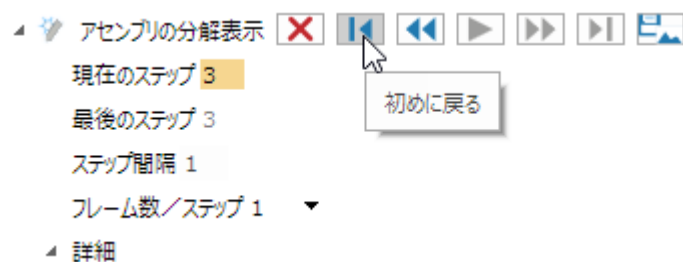 アセンブリの分解表示
現在のステップ 3
初めに戻る
最後のステップ 3
ステップ間隔 1
フレーム数／ステップ 1
詳細